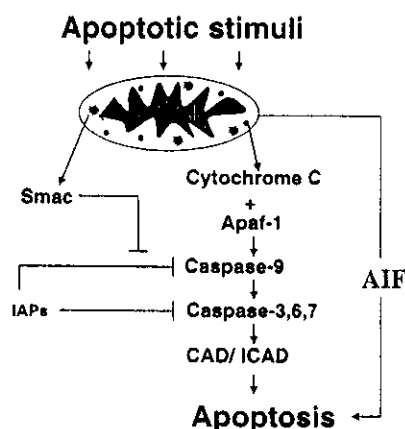 Apoptotic stimuli
Cytochrome C
Smac
+
Apaf-1
Caspase-9
AIF
IAPs
Caspase-3,6,7
CAD/ ICAD
Apoptosis